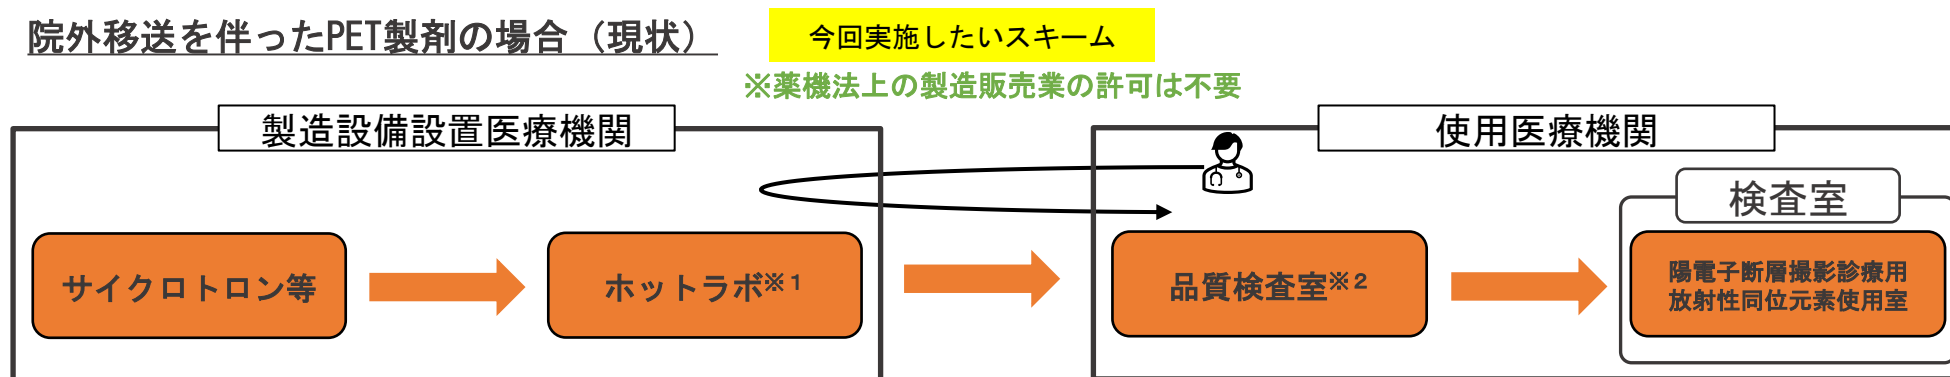 院外移送を伴ったPET製剤の場合（現状）
今回実施したいスキーム
※薬機法上の製造販売業の許可は不要
製造設備設置医療機関
使用医療機関
検査室
サイクロトロン等
ホットラボ※1
品質検査室※2
陽電子断層撮影診療用
放射性同位元素使用室